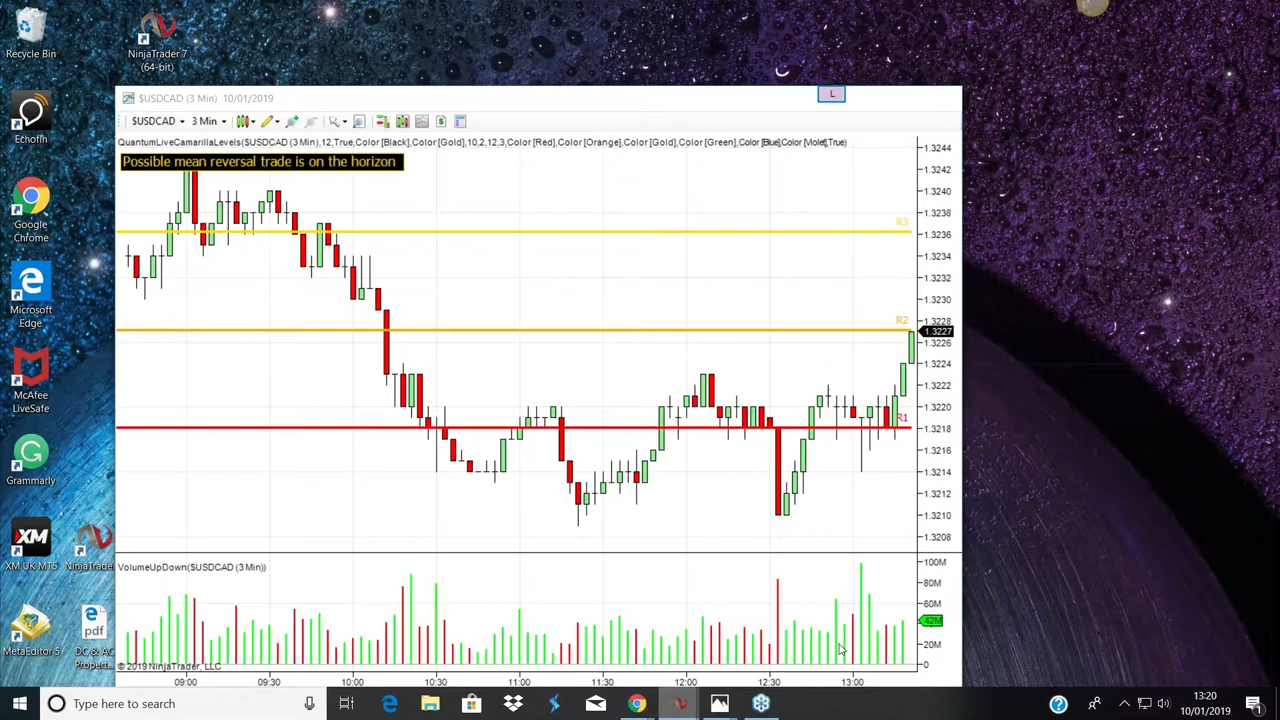 Recycle Bin
NinjaTrader 7
(64-bit)
Echofin
Google
Chrome
Microsoft
Edge
McAfee
LiveSafe
Grammarly
XM UK MT5
NinjaTrader
MetaEditor 5
DC & AC
Propert...
$USDCAD (3 Min) 10/01/2019
L
$USDCAD
3 Min
QuantumLiveCamarillaLevels($USDCAD (3 Min),12,True,Color [Black],Color [Gold],10,2,12,3,Color [Red],Color [Orange],Color [Gold],Color [Green],Color [Blue],Color [Violet],True)
Possible mean reversal trade is on the horizon
R3
R2
R1
1.3244
1.3242
1.3240
1.3238
1.3236
1.3234
1.3232
1.3230
1.3227
1.3226
1.3224
1.3222
1.3220
1.3218
1.3216
1.3214
1.3212
1.3210
1.3208
VolumeUpDown($USDCAD (3 Min))
100M
80M
60M
42M
20M
0
© 2019 NinjaTrader, LLC
09:00
09:30
10:00
10:30
11:00
11:30
12:00
12:30
13:00
Type here to search
13:20
10/01/2019
1